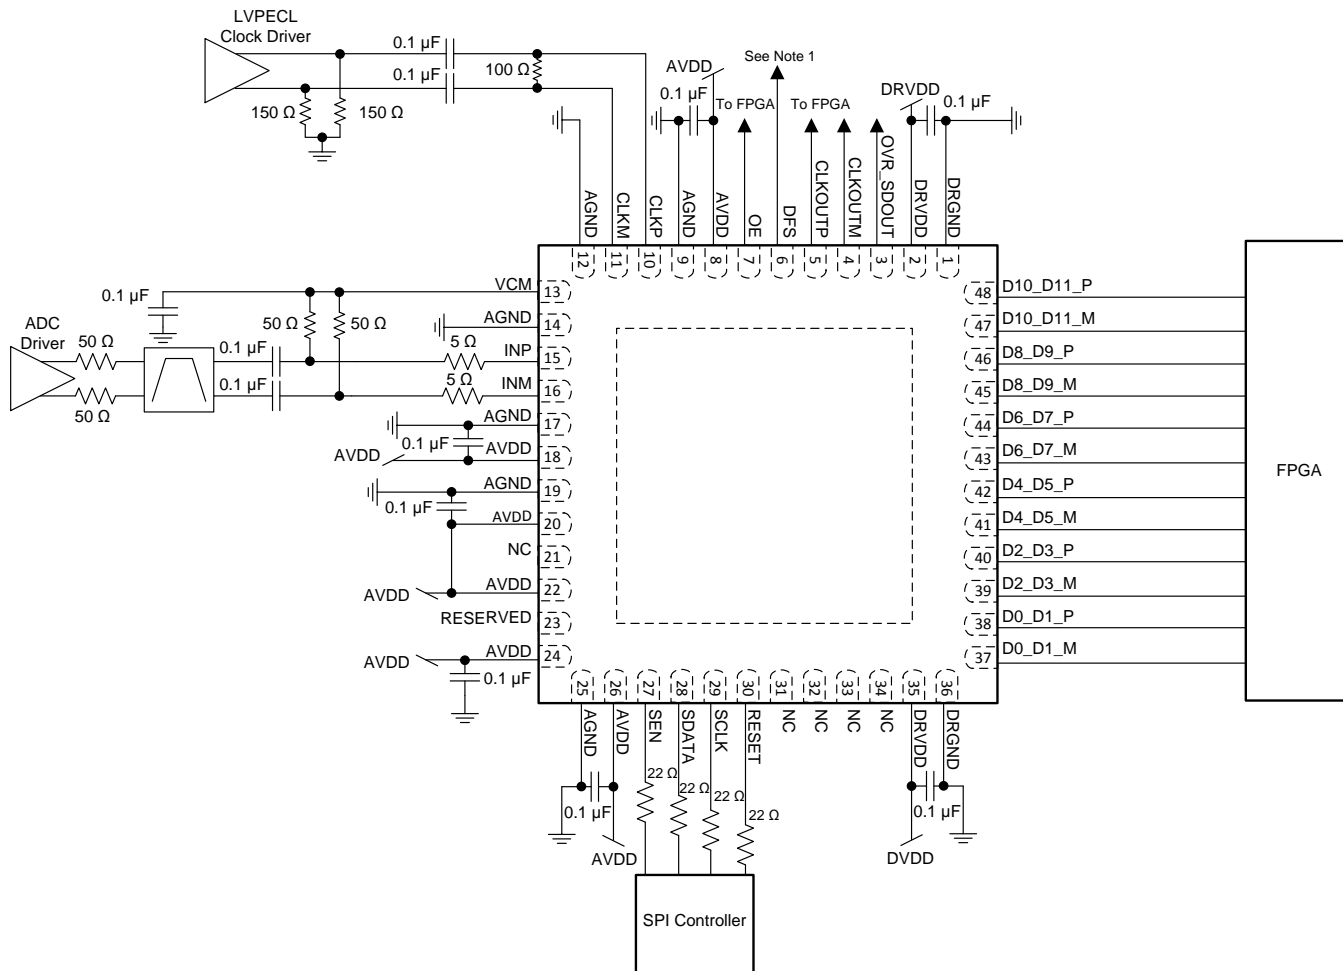 LVPECL
Clock Driver
0.1 µF
0.1 µF
100 Ω
150 Ω
150 Ω
AVDD
0.1 µF
See Note 1
To FPGA
To FPGA
DRVDD
0.1 µF
AGND
CLKM
CLKP
AGND
AVDD
OE
DFS
CLKOUTP
CLKOUTM
OVR_SDOUT
DRVDD
DRGND
12
11
10
9
8
7
6
5
4
3
2
1
0.1 µF
ADC
Driver
50 Ω
50 Ω
0.1 µF
0.1 µF
50 Ω
50 Ω
5 Ω
5 Ω
VCM
13
AGND
14
INP
15
INM
16
AGND
17
0.1 µF
AVDD
AVDD
18
AGND
19
0.1 µF
AVDD
20
NC
21
AVDD
AVDD
22
RESERVED
23
AVDD
AVDD
24
0.1 µF
48
D10_D11_P
47
D10_D11_M
46
D8_D9_P
45
D8_D9_M
44
D6_D7_P
43
D6_D7_M
42
D4_D5_P
41
D4_D5_M
40
D2_D3_P
39
D2_D3_M
38
D0_D1_P
37
D0_D1_M
FPGA
25
26
27
28
29
30
31
32
33
34
35
36
AGND
AVDD
SEN
SDATA
SCLK
RESET
NC
NC
NC
NC
DRVDD
DRGND
0.1 µF
AVDD
22 Ω
22 Ω
22 Ω
22 Ω
0.1 µF
DVDD
SPI Controller